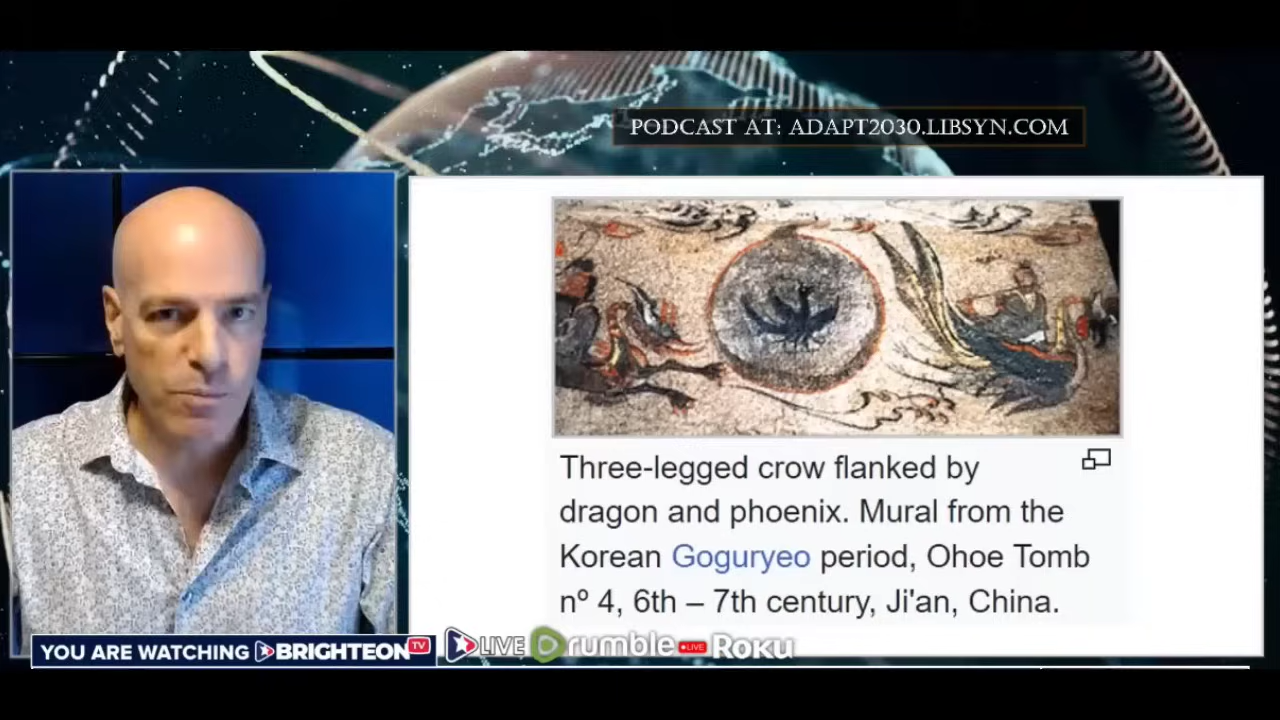 PODCAST AT: ADAPT2030.LIBSYN.COM
Three-legged crow flanked by
dragon and phoenix. Mural from the
Korean Goguryeo period, Ohoe Tomb
nº 4, 6th – 7th century, Ji'an, China.
YOU ARE WATCHING BRIGHTEON TV LIVE rumble LIVE ROKU